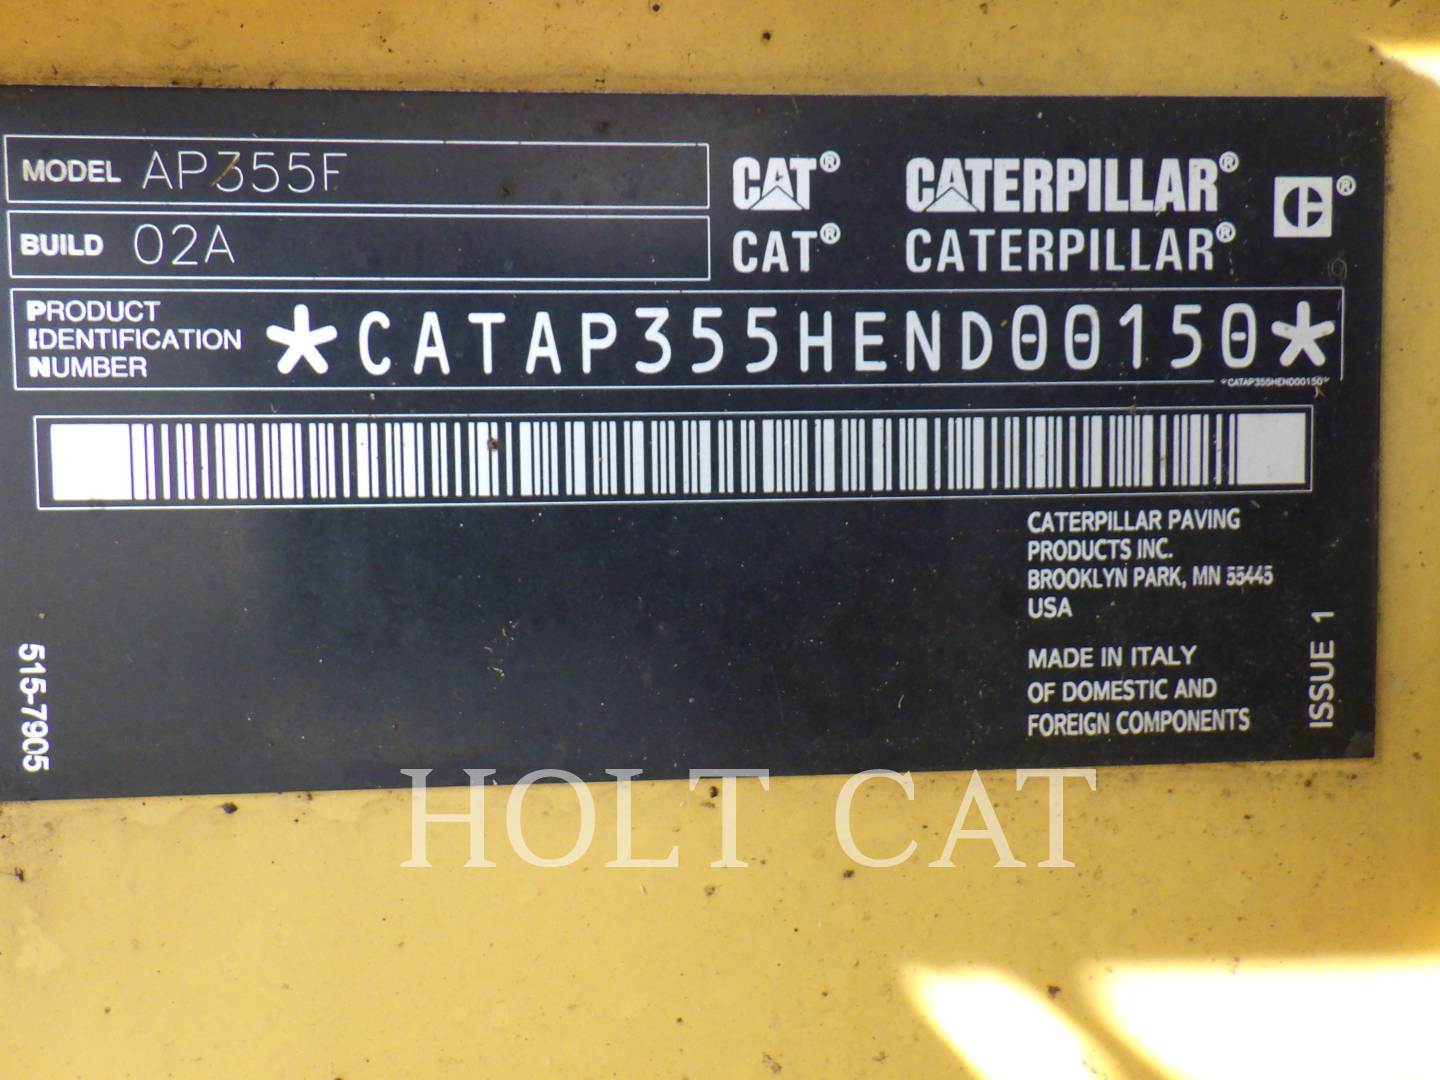 MODEL AP355F
BUILD 02A
CAT® CATERPILLAR® ®
CAT® CATERPILLAR®
PRODUCT
IDENTIFICATION
NUMBER
*CATAP355HEND00150*
*CATAP355HEND00150*
CATERPILLAR PAVING
PRODUCTS INC.
BROOKLYN PARK, MN 55445
USA
MADE IN ITALY
OF DOMESTIC AND
FOREIGN COMPONENTS
ISSUE 1
515-7905
HOLT CAT